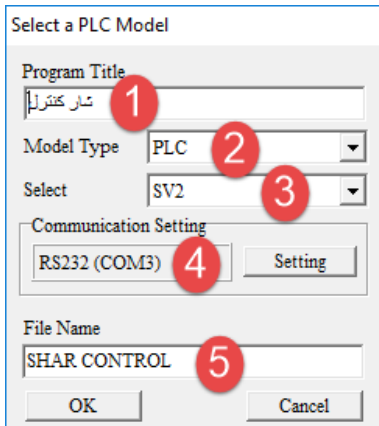 Select a PLC Model
Program Title
شار کنترل
1
Model Type PLC 2
Select SV2 3
Communication Setting
RS232 (COM3) 4 Setting
File Name
SHAR CONTROL 5
OK Cancel